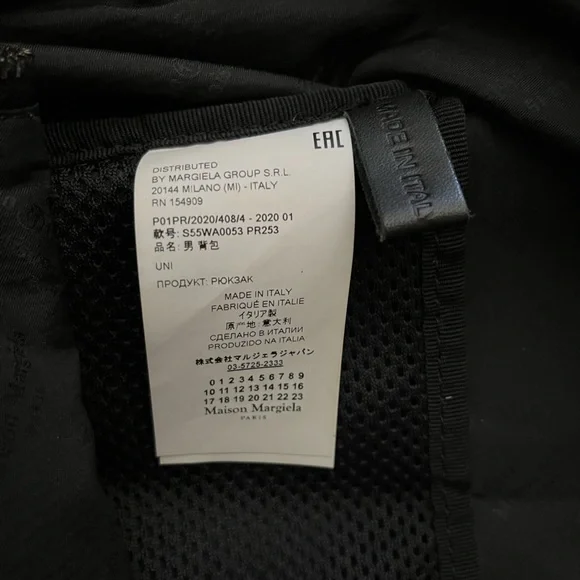 EAC
DISTRIBUTED
BY MARGIELA GROUP S.R.L.
20144 MILANO (MI) - ITALY
RN 154909
P01PR/2020/408/4 - 2020 01
款号: S55WA0053 PR253
品名: 男 背包
UNI
ПРОДУКТ: РЮКЗАК
MADE IN ITALY
FABRIQUÉ EN ITALIE
イタリア製
原产地: 意大利
СДЕЛАНО В ИТАЛИИ
PRODUZIDO NA ITALIA
株式会社マルジェラジャパン
03-5725-2333
0 1 2 3 4 5 6 7 8 9
10 11 12 13 14 15 16
17 18 19 20 21 22 23
Maison Margiela
PARIS
MADE IN ITAL